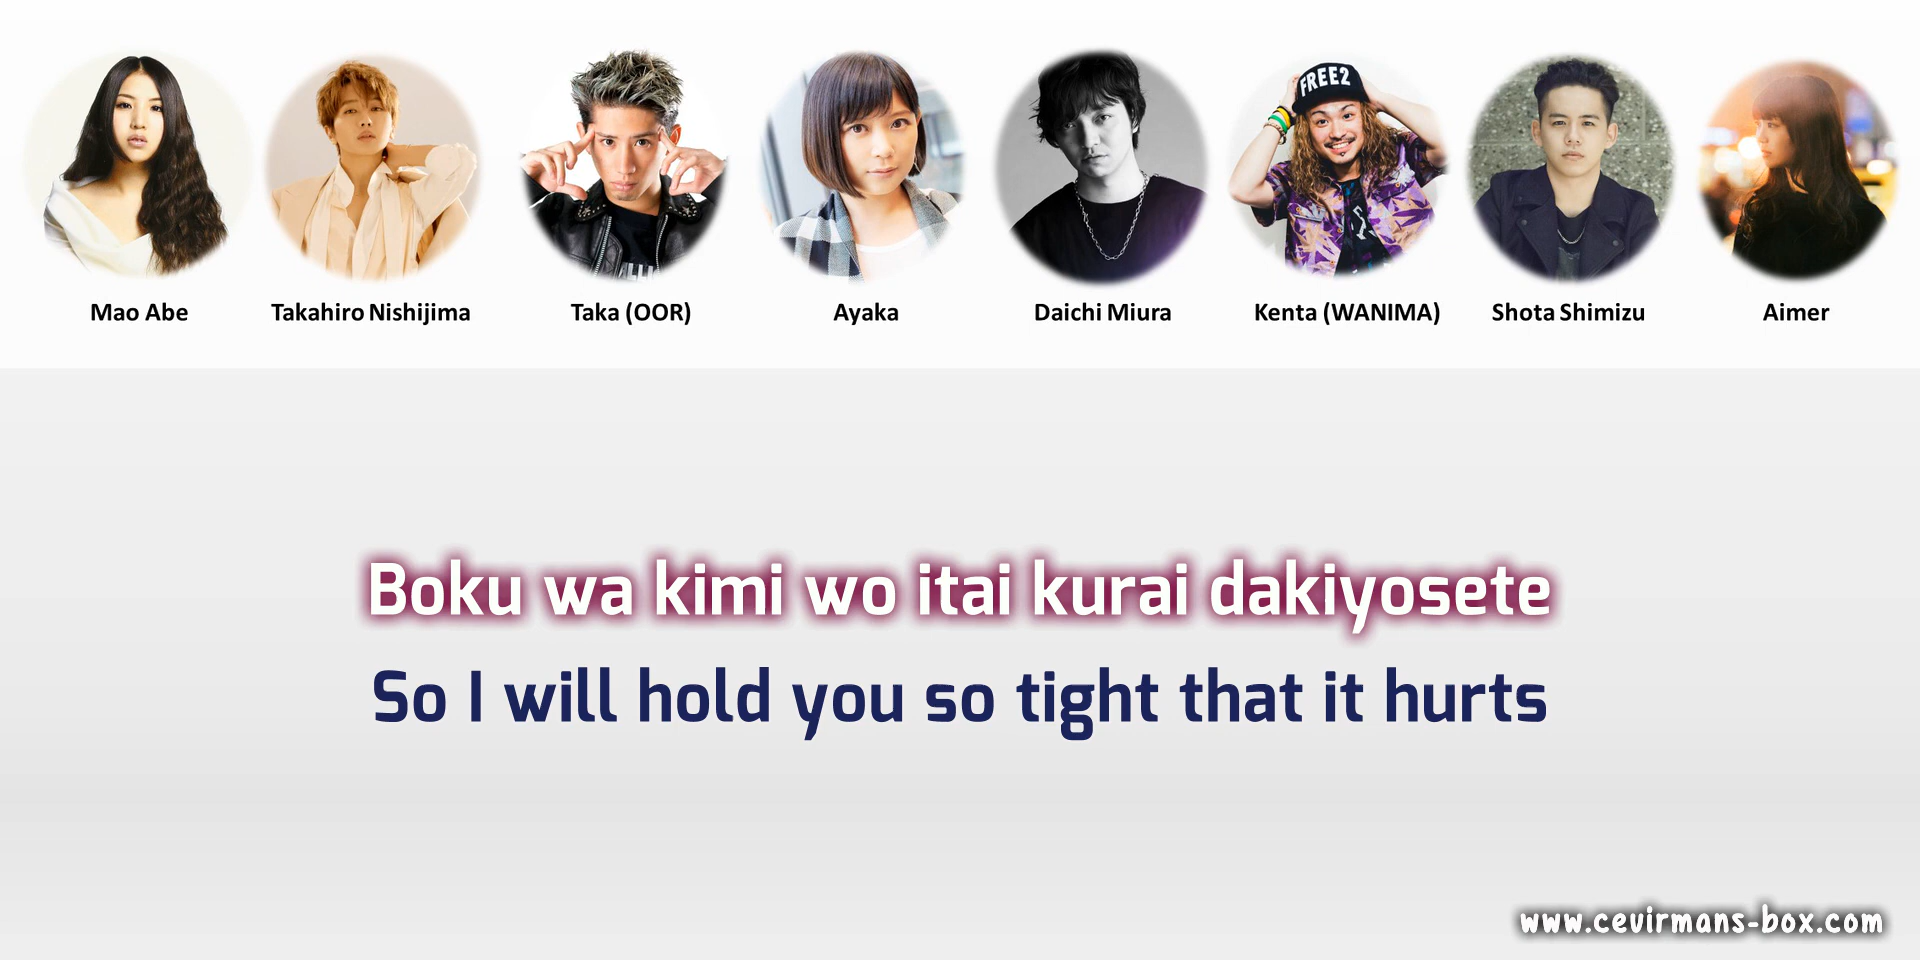 FREE2
Mao Abe
Takahiro Nishijima
Taka (OOR)
Ayaka
Daichi Miura
Kenta (WANIMA)
Shota Shimizu
Aimer
Boku wa kimi wo itai kurai dakiyosete
So I will hold you so tight that it hurts
www.cevirmans-box.com